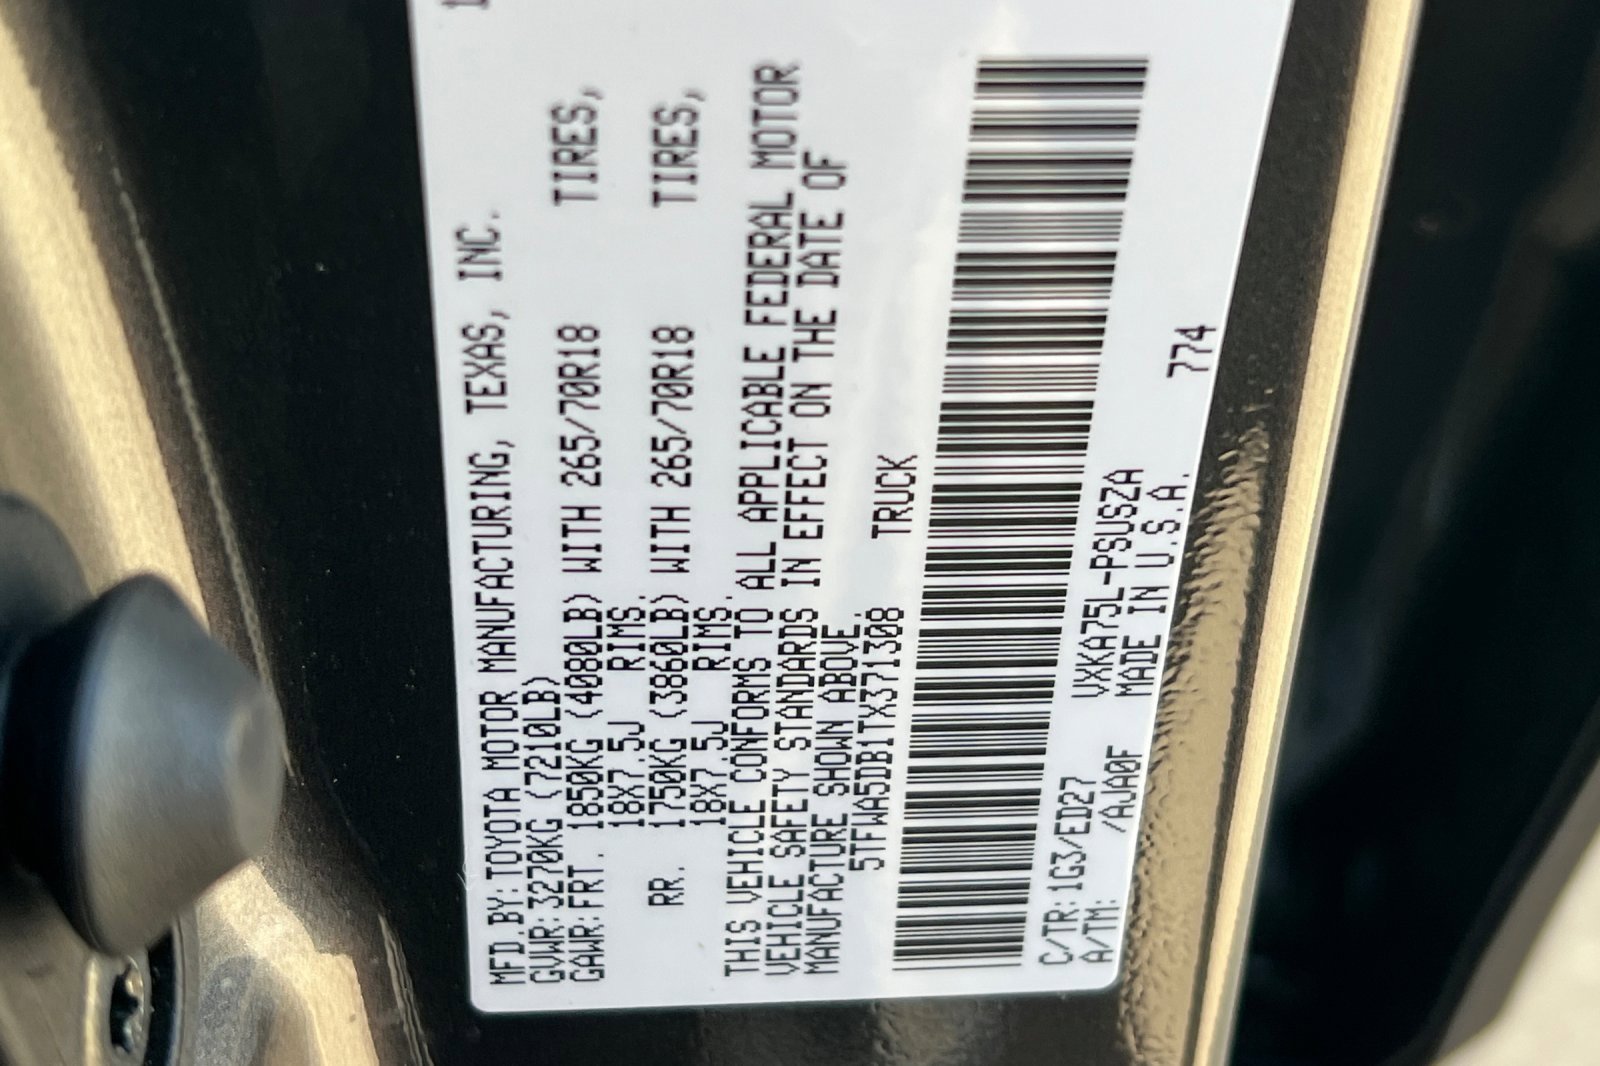 MFD.BY:TOYOTA MOTOR MANUFACTURING, TEXAS, INC.
GVWR:3270KG (7210LB)
GAWR:FRT. 1850KG (4080LB) WITH 265/70R18 TIRES,
18X7.5J RIMS.
RR. 1750KG (3860LB) WITH 265/70R18 TIRES,
18X7.5J RIMS.
THIS VEHICLE CONFORMS TO ALL APPLICABLE FEDERAL MOTOR
VEHICLE SAFETY STANDARDS IN EFFECT ON THE DATE OF
MANUFACTURE SHOWN ABOVE.
5TFWA5DB1TX371308 TRUCK
C/TR:1G3/ED27 VXKA75L-PSUSZA 774
A/TM: /AJA0F MADE IN U.S.A.